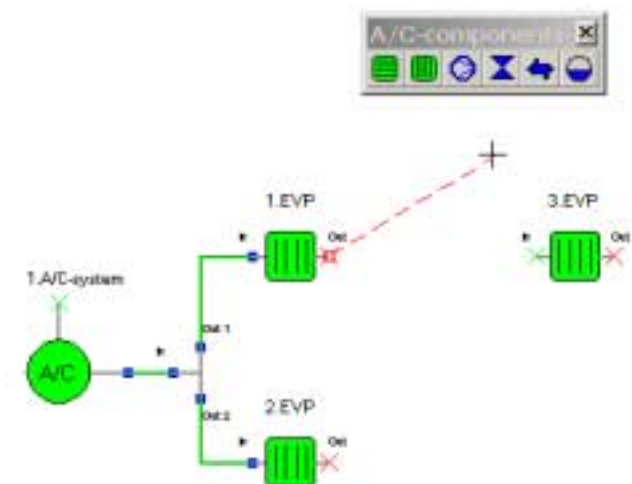 A/C-components
1.EVP
3.EVP
In
Out
In
Out
1.A/C-system
Out:1
In
A/C
Out:2
2.EVP
In
Out